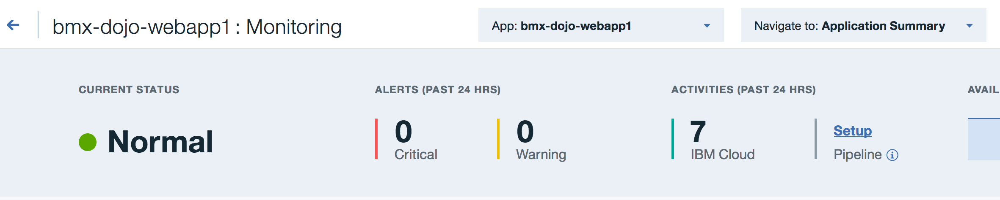 bmx-dojo-webapp1 : Monitoring
App: bmx-dojo-webapp1
Navigate to: Application Summary
CURRENT STATUS
Normal
ALERTS (PAST 24 HRS)
0
Critical
0
Warning
ACTIVITIES (PAST 24 HRS)
7
IBM Cloud
Setup
Pipeline
AVAIL